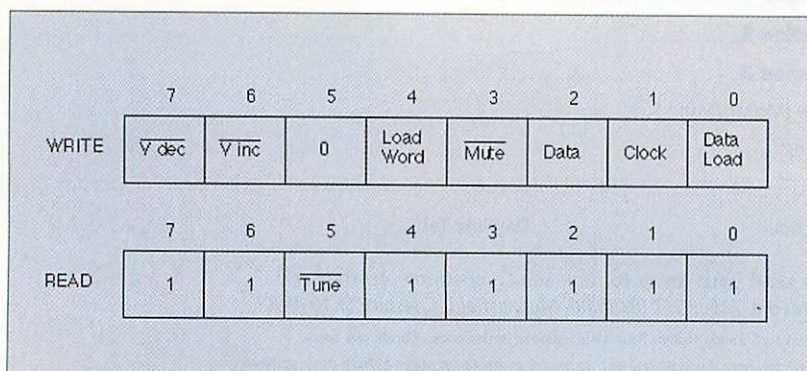 7 6 5 4 3 2 1 0
WRITE V dec V inc 0 Load Word Mute Data Clock Data Load
7 6 5 4 3 2 1 0
READ 1 1 Tune 1 1 1 1 1